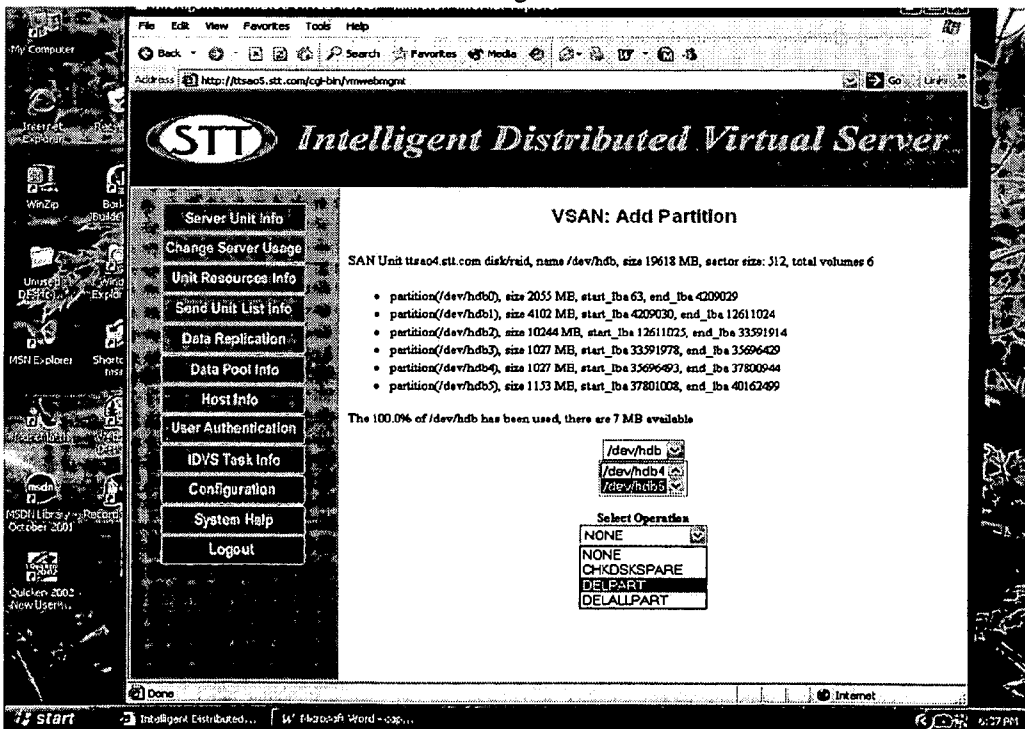 File Edit View Favorites Tools Help
My Computer
Back Search Favorites Media
Address http://ttsao5.stt.com/cgi-bin/vmwebmgmt Go Links
Internet Explorer
STT Intelligent Distributed Virtual Server
WinZip
Server Unit Info
Change Server Usage
Unit Resources Info
Send Unit List Info
Data Replication
Data Pool Info
Host Info
User Authentication
IDVS Task Info
Configuration
System Help
Logout
VSAN: Add Partition
SAN Unit ttsao4.stt.com disk/raid, name /dev/hdb, size 19618 MB, sector size: 512, total volumes 6
• partition(/dev/hdb0), size 2055 MB, start_lba 63, end_lba 4209029
• partition(/dev/hdb1), size 4102 MB, start_lba 4209030, end_lba 12611024
• partition(/dev/hdb2), size 10244 MB, start_lba 12611025, end_lba 33591914
• partition(/dev/hdb3), size 1027 MB, start_lba 33591978, end_lba 35696429
• partition(/dev/hdb4), size 1027 MB, start_lba 35696493, end_lba 37800944
• partition(/dev/hdb5), size 1153 MB, start_lba 37801008, end_lba 40162499
The 100.0% of /dev/hdb has been used, there are 7 MB available
/dev/hdb
/dev/hdb4
/dev/hdb5
Select Operation
NONE
NONE
CHKDSKSPARE
DELPART
DELALLPART
MSN Explorer
msdn
MSDN Library -
October 2001
Quicken 2002
New User
Done Internet
start Intelligent Distributed... Microsoft Word - 6:37 PM